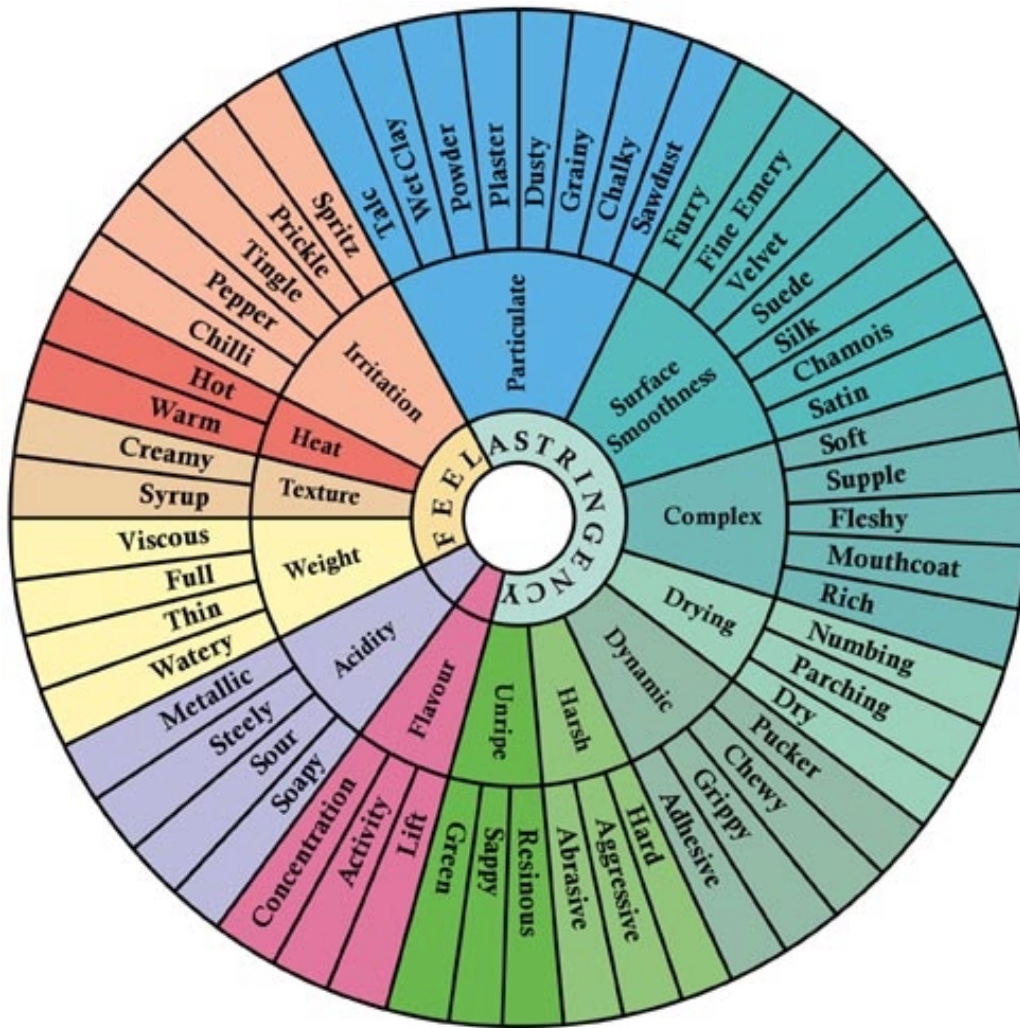 FEEL
ASTRINGENCY
Particulate
Surface
Smoothness
Complex
Drying
Dynamic
Harsh
Unripe
Flavour
Acidity
Weight
Texture
Heat
Irritation
Talc
Wet Clay
Powder
Plaster
Dusty
Grainy
Chalky
Sawdust
Furry
Fine Emery
Velvet
Suede
Silk
Chamois
Satin
Soft
Supple
Fleshy
Mouthcoat
Rich
Numbing
Parching
Dry
Pucker
Chewy
Grippy
Adhesive
Hard
Aggressive
Abrasive
Resinous
Sappy
Green
Lift
Activity
Concentration
Soapy
Sour
Steely
Metallic
Watery
Thin
Full
Viscous
Syrup
Creamy
Warm
Hot
Chilli
Pepper
Tingle
Prickle
Spritz